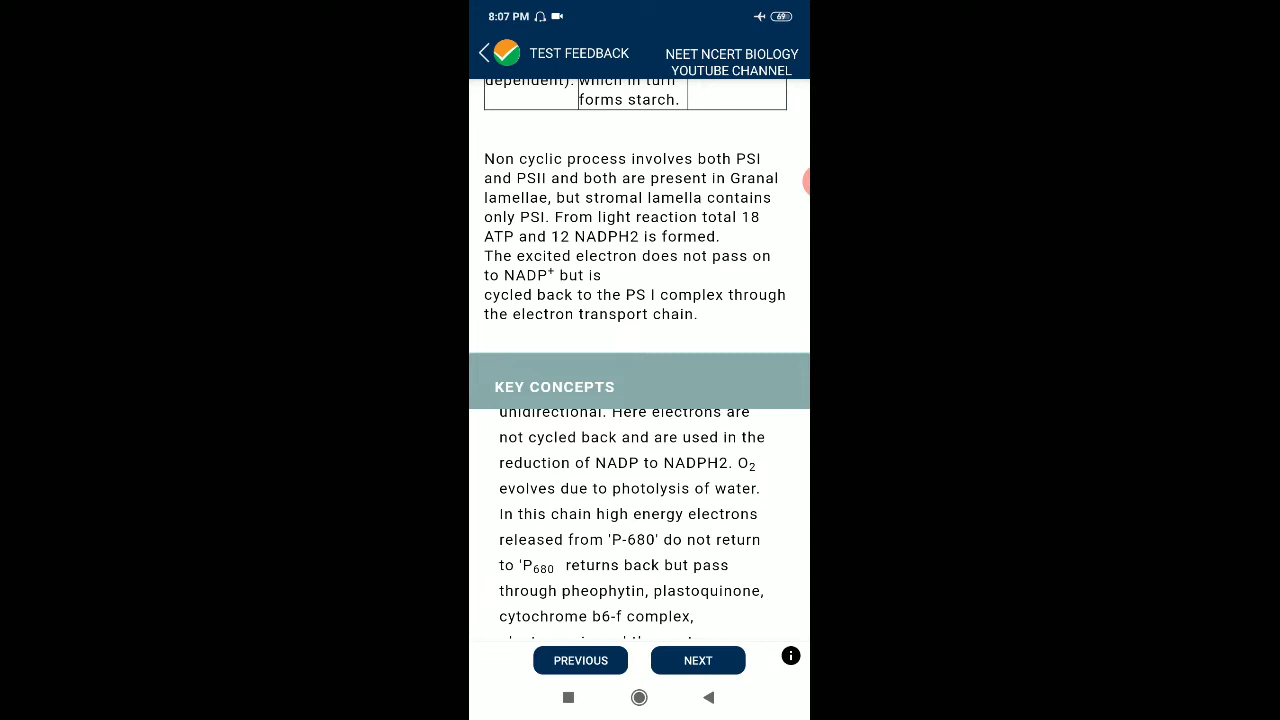 8:07 PM
69
TEST FEEDBACK
NEET NCERT BIOLOGY
YOUTUBE CHANNEL
dependent). which in turn
forms starch.
Non cyclic process involves both PSI
and PSII and both are present in Granal
lamellae, but stromal lamella contains
only PSI. From light reaction total 18
ATP and 12 NADPH2 is formed.
The excited electron does not pass on
to NADP⁺ but is
cycled back to the PS I complex through
the electron transport chain.
KEY CONCEPTS
unidirectional. Here electrons are
not cycled back and are used in the
reduction of NADP to NADPH2. O₂
evolves due to photolysis of water.
In this chain high energy electrons
released from 'P-680' do not return
to 'P₆₈₀ returns back but pass
through pheophytin, plastoquinone,
cytochrome b6-f complex,
PREVIOUS
NEXT